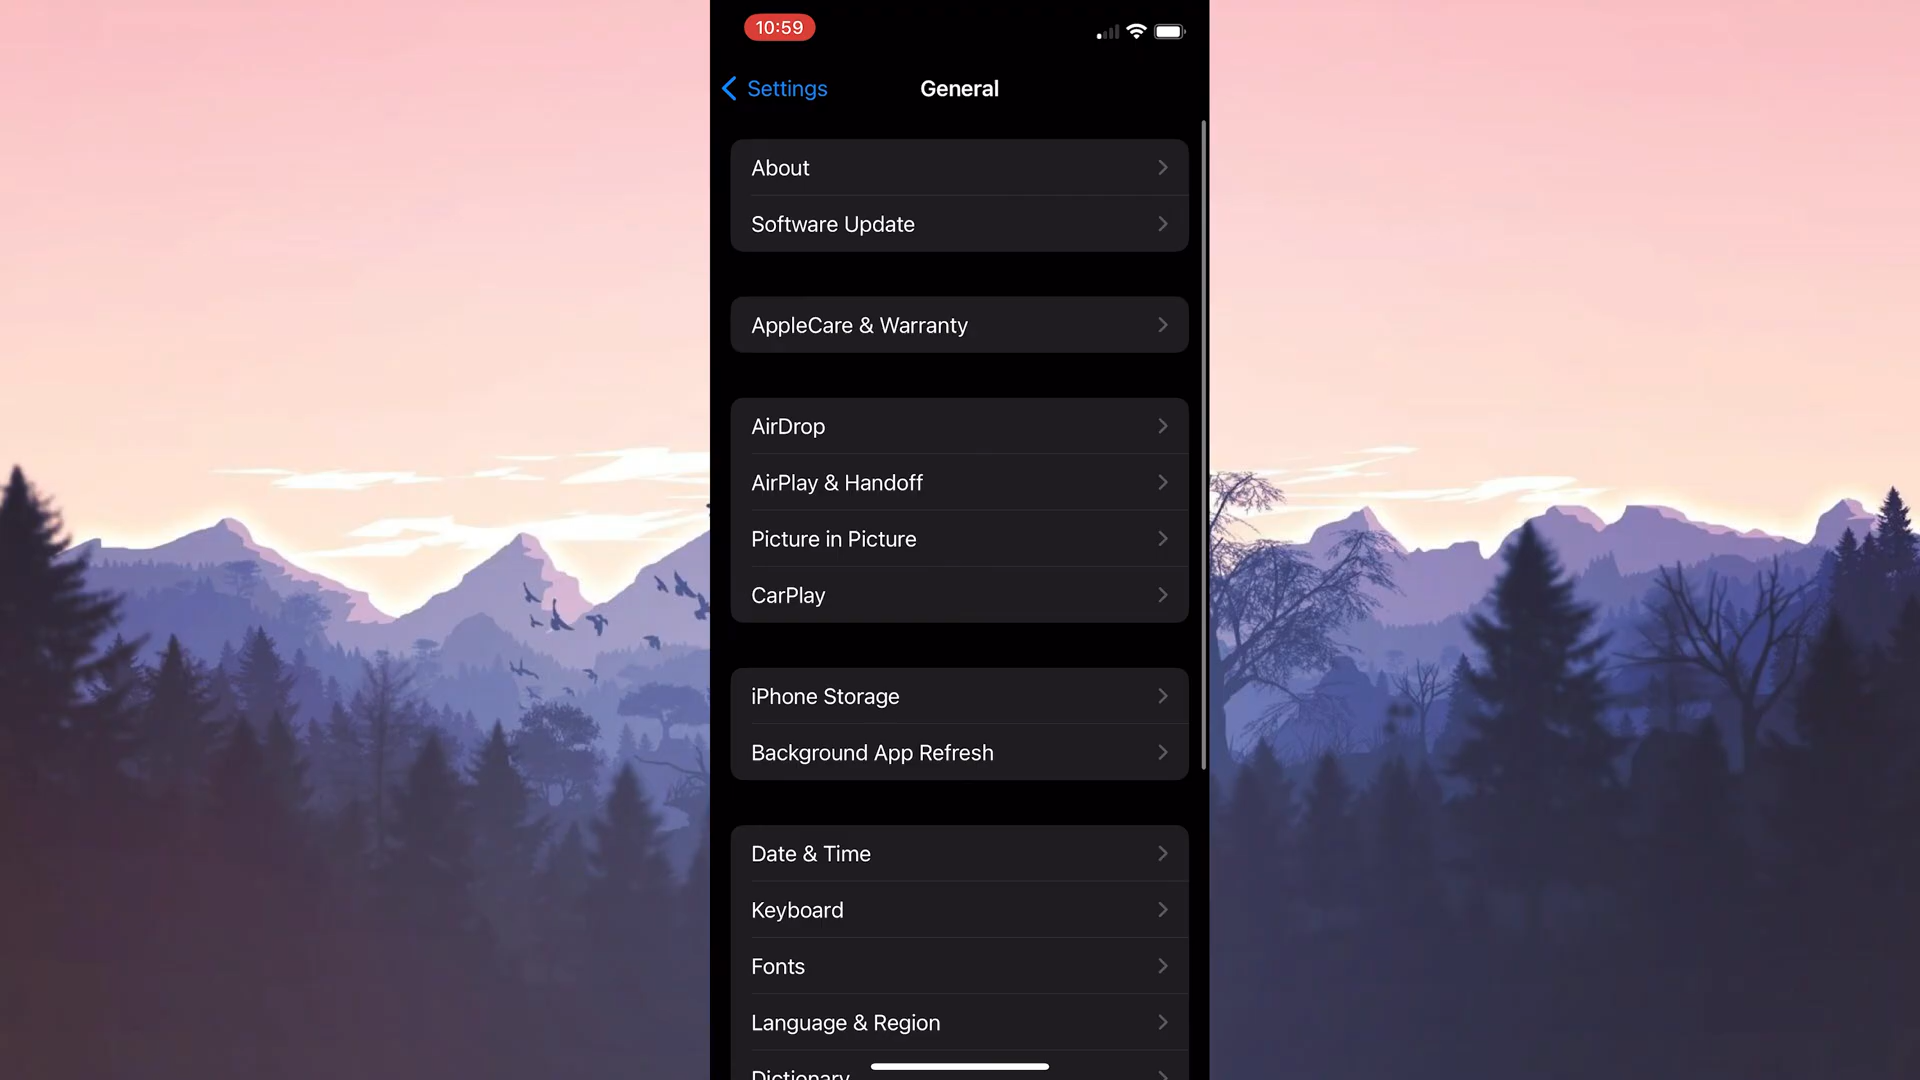 10:59
Settings
General
About
Software Update
AppleCare & Warranty
AirDrop
AirPlay & Handoff
Picture in Picture
CarPlay
iPhone Storage
Background App Refresh
Date & Time
Keyboard
Fonts
Language & Region
Dictionary